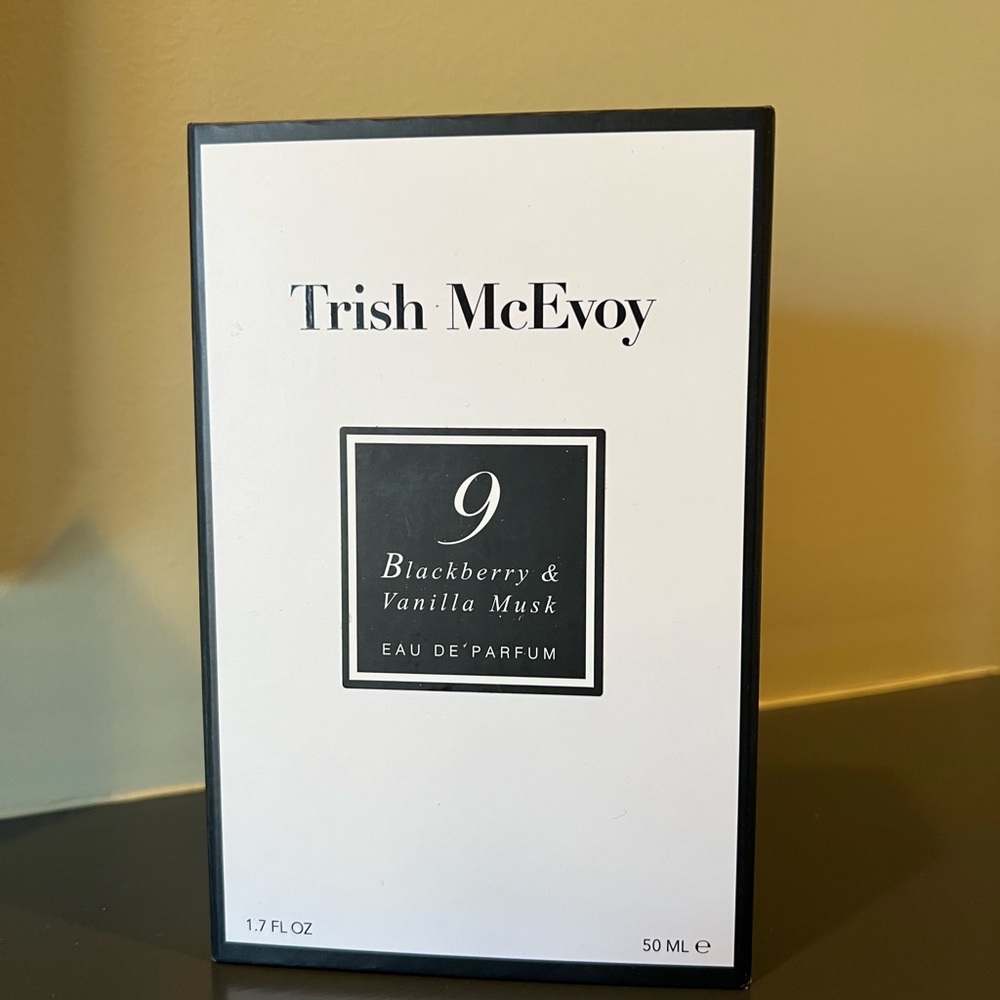 Trish McEvoy
9
Blackberry &
Vanilla Musk
EAU DE PARFUM
1.7 FL OZ
50 ML ℮